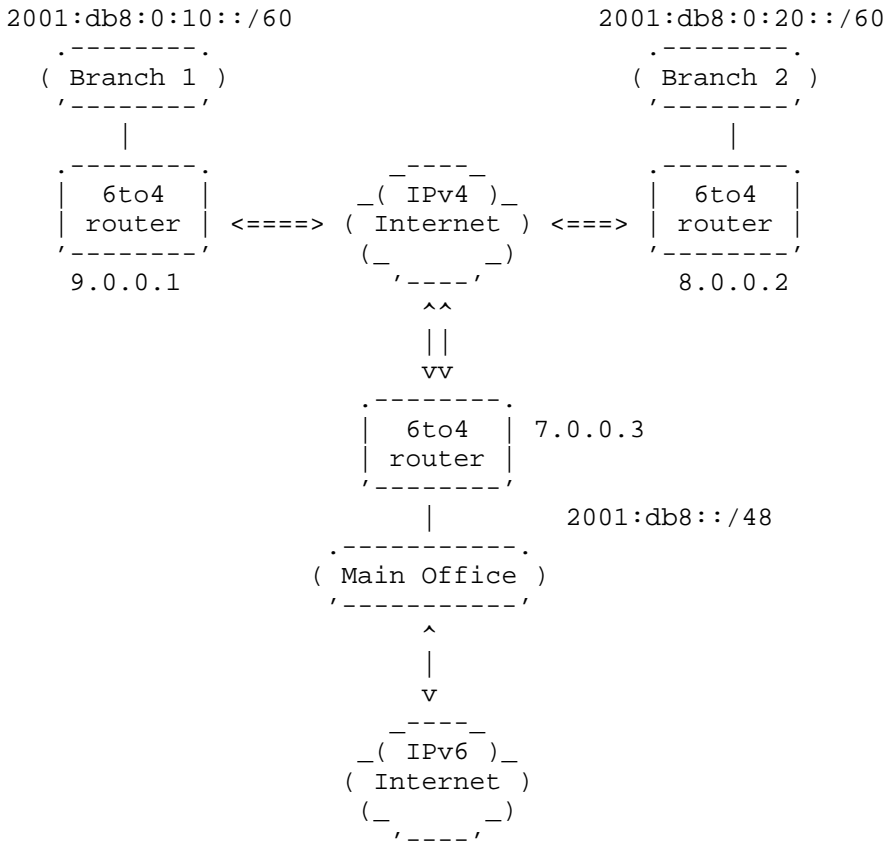 2001:db8:0:10::/60 2001:db8:0:20::/60
( Branch 1 ) ( Branch 2 )
6to4 _( IPv4 )_ 6to4
router <====> ( Internet ) <===> router
9.0.0.1 8.0.0.2
^^
||
vv
6to4 7.0.0.3
router
2001:db8::/48
( Main Office )
^
|
v
_( IPv6 )_
( Internet )